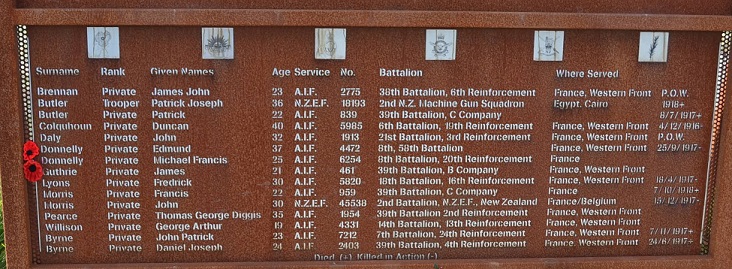 Surname Rank Given Names Age Service No. Battalion Where Served
Brennan Private James John 23 A.I.F. 2775 38th Battalion, 6th Reinforcement France, Western Front P.O.W.
Butler Trooper Patrick Joseph 36 N.Z.E.F. 18193 2nd N.Z. Machine Gun Squadron Egypt, Cairo 1918+
Butler Private Patrick 22 A.I.F. 839 39th Battalion, C Company 8/7/1917+
Colquhoun Private Duncan 40 A.I.F. 5985 6th Battalion, 19th Reinforcement France, Western Front 4/12/1916+
Daly Private John 32 A.I.F. 1913 21st Battalion, 3rd Reinforcement France, Western Front P.O.W.
Donnelly Private Edmund 37 A.I.F. 4472 8th, 58th Battalion France, Western Front 25/9/1917-
Donnelly Private Michael Francis 25 A.I.F. 6254 8th Battalion, 20th Reinforcement France
Guthrie Private James 21 A.I.F. 461 39th Battalion, B Company France, Western Front
Lyons Private Fredrick 30 A.I.F. 5820 Battalion, 16th Reinforcement France, Western Front 18/4/1917-
Morris Private Francis 22 A.I.F. 959 39th Battalion, C Company France 7/10/1918+
Morris Private John 30 N.Z.E.F. 45538 2nd Battalion, N.Z.E.F., New Zealand France/Belgium 15/12/1917-
Pearce Private Thomas George Diggis 35 A.I.F. 1954 39th Battalion 2nd Reinforcement France, Western Front
Willison Private George Arthur 19 A.I.F. 4331 14th Battalion, 13th Reinforcement France, Western Front
Byrne Private John Patrick 23 A.I.F. 7212 7th Battalion, 24th Reinforcement France, Western Front 7/11/1917+
Byrne Private Daniel Joseph 24 A.I.F. 2403 39th Battalion, 4th Reinforcement France, Western Front 24/6/1917+
Died (+), Killed in Action (-)